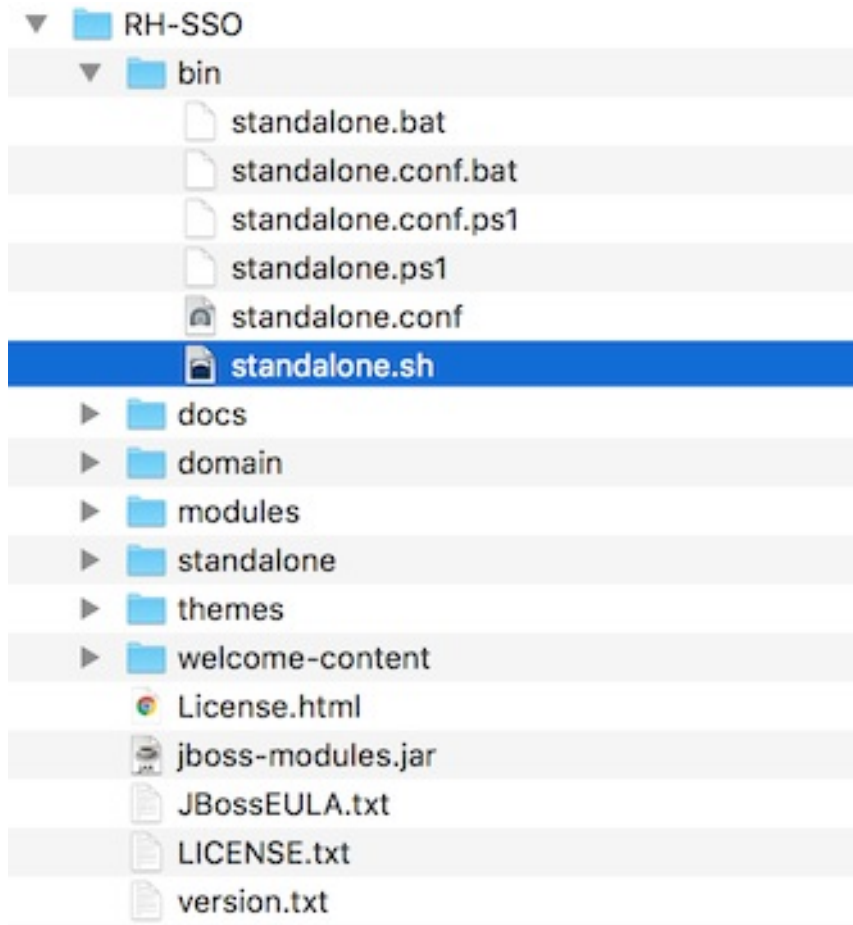 RH-SSO
bin
standalone.bat
standalone.conf.bat
standalone.conf.ps1
standalone.ps1
standalone.conf
standalone.sh
docs
domain
modules
standalone
themes
welcome-content
License.html
jboss-modules.jar
JBossEULA.txt
LICENSE.txt
version.txt